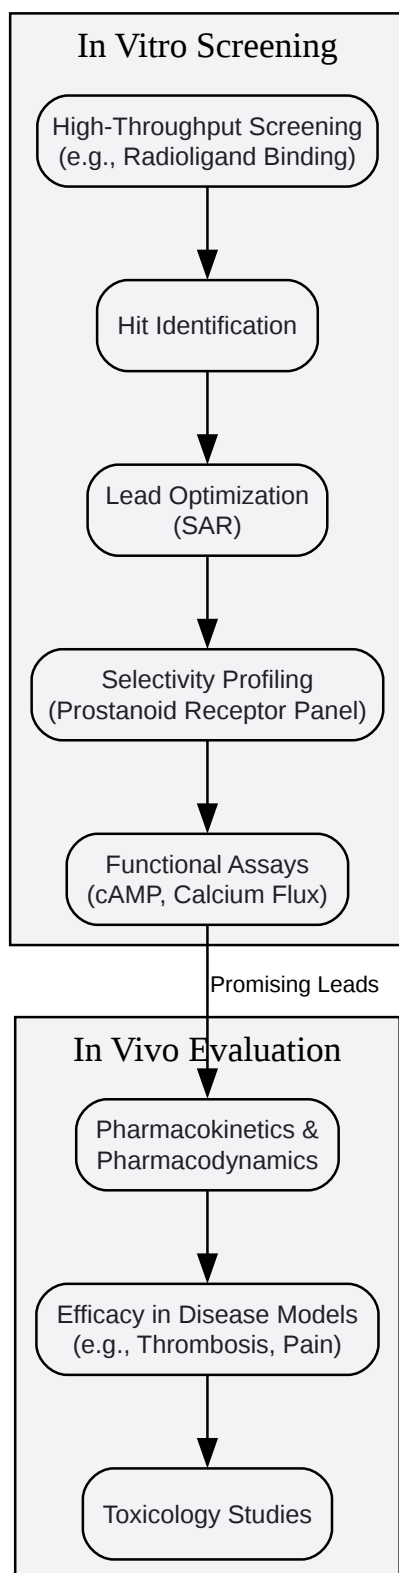 In Vitro Screening
High-Throughput Screening
(e.g., Radioligand Binding)
Hit Identification
Lead Optimization
(SAR)
Selectivity Profiling
(Prostanoid Receptor Panel)
Functional Assays
(cAMP, Calcium Flux)
Promising Leads
In Vivo Evaluation
Pharmacokinetics &
Pharmacodynamics
Efficacy in Disease Models
(e.g., Thrombosis, Pain)
Toxicology Studies